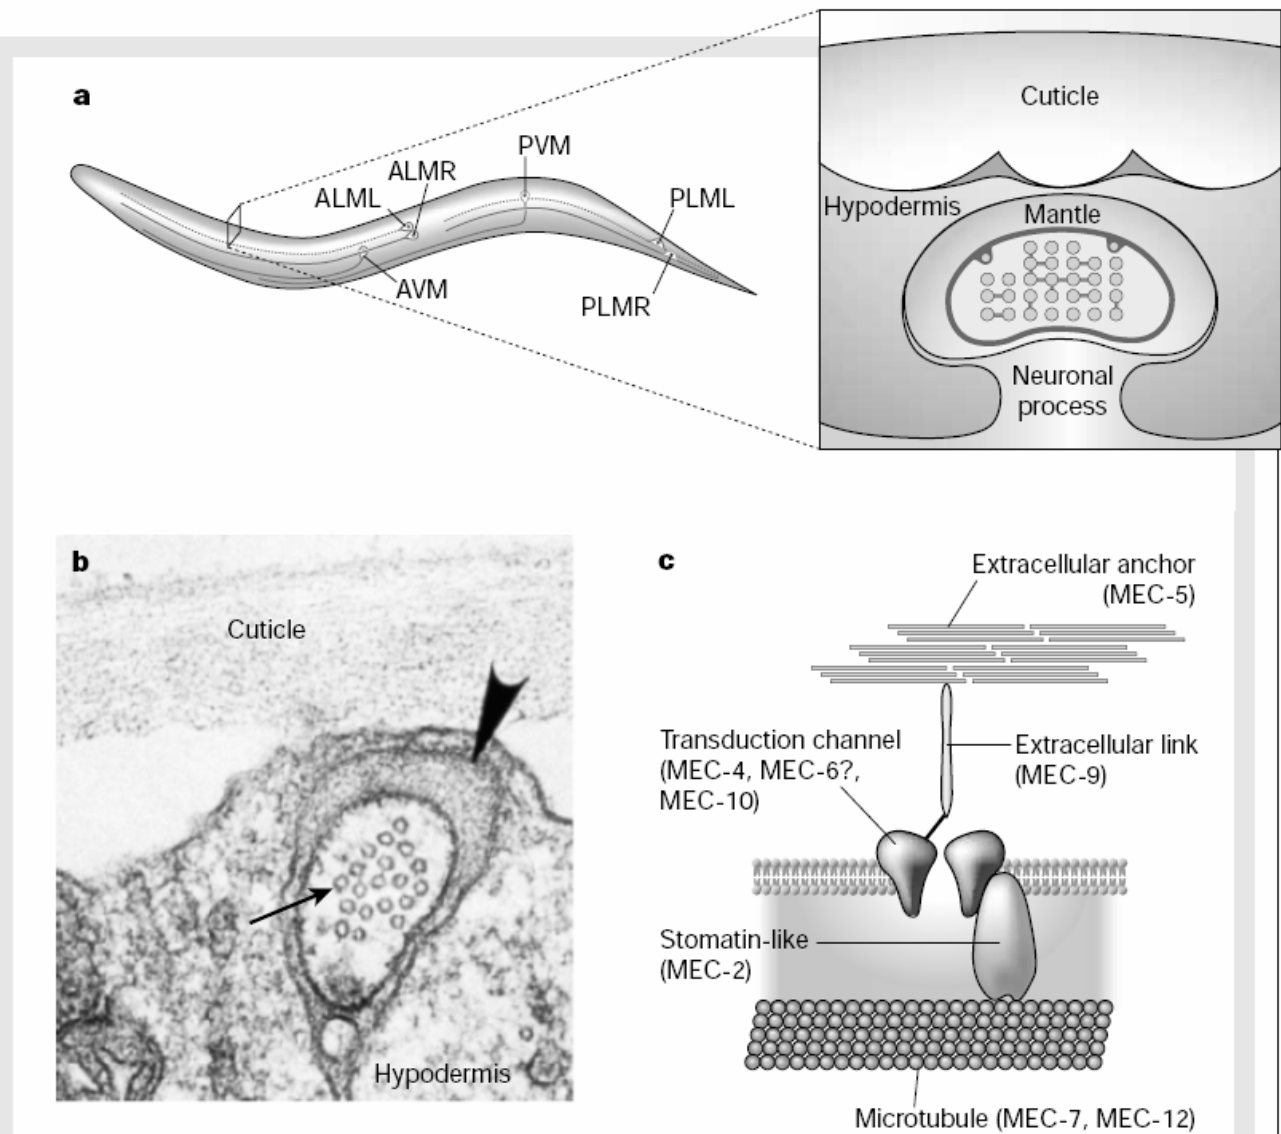 a
PVM
ALMR
ALML
PLML
AVM
PLMR
Cuticle
Hypodermis
Mantle
Neuronal
process
b
Cuticle
Hypodermis
c
Extracellular anchor
(MEC-5)
Transduction channel
(MEC-4, MEC-6?,
MEC-10)
Extracellular link
(MEC-9)
Stomatin-like
(MEC-2)
Microtubule (MEC-7, MEC-12)